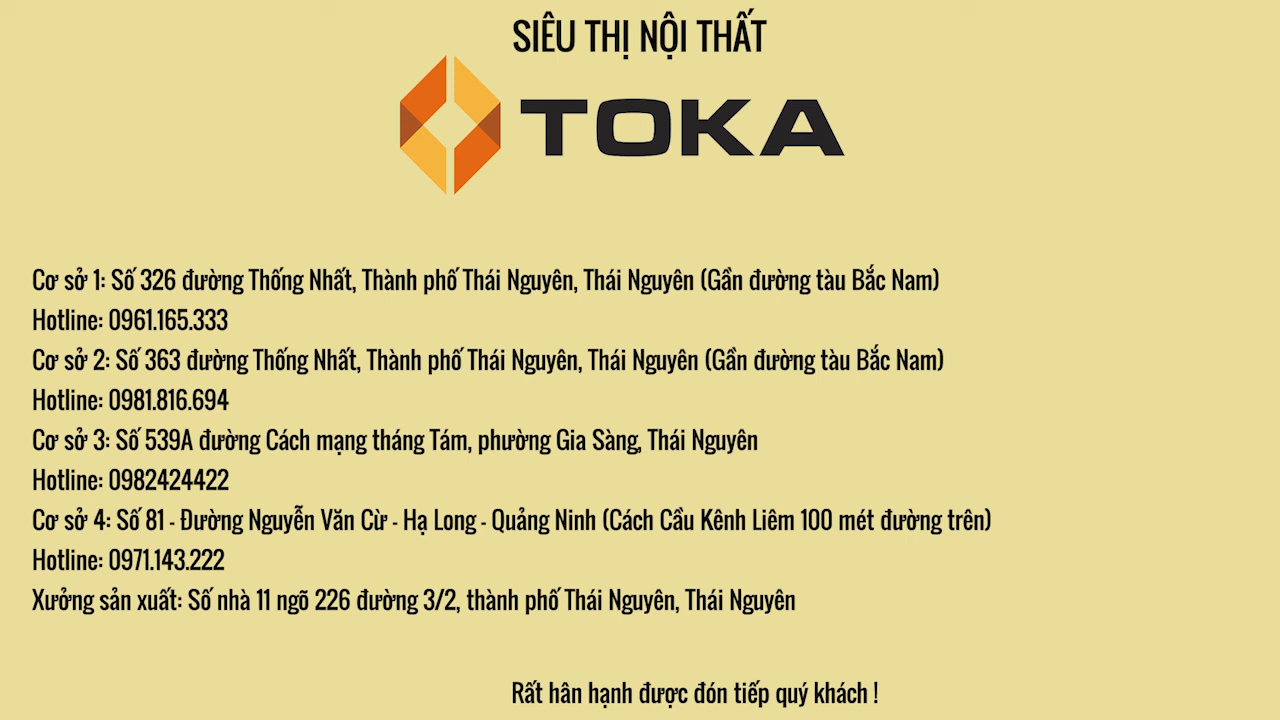 SIÊU THỊ NỘI THẤT
TOKA
Cơ sở 1: Số 326 đường Thống Nhất, Thành phố Thái Nguyên, Thái Nguyên (Gần đường tàu Bắc Nam)
Hotline: 0961.165.333
Cơ sở 2: Số 363 đường Thống Nhất, Thành phố Thái Nguyên, Thái Nguyên (Gần đường tàu Bắc Nam)
Hotline: 0981.816.694
Cơ sở 3: Số 539A đường Cách mạng tháng Tám, phường Gia Sàng, Thái Nguyên
Hotline: 0982424422
Cơ sở 4: Số 81 - Đường Nguyễn Văn Cừ - Hạ Long - Quảng Ninh (Cách Cầu Kênh Liêm 100 mét đường trên)
Hotline: 0971.143.222
Xưởng sản xuất: Số nhà 11 ngõ 226 đường 3/2, thành phố Thái Nguyên, Thái Nguyên
Rất hân hạnh được đón tiếp quý khách !